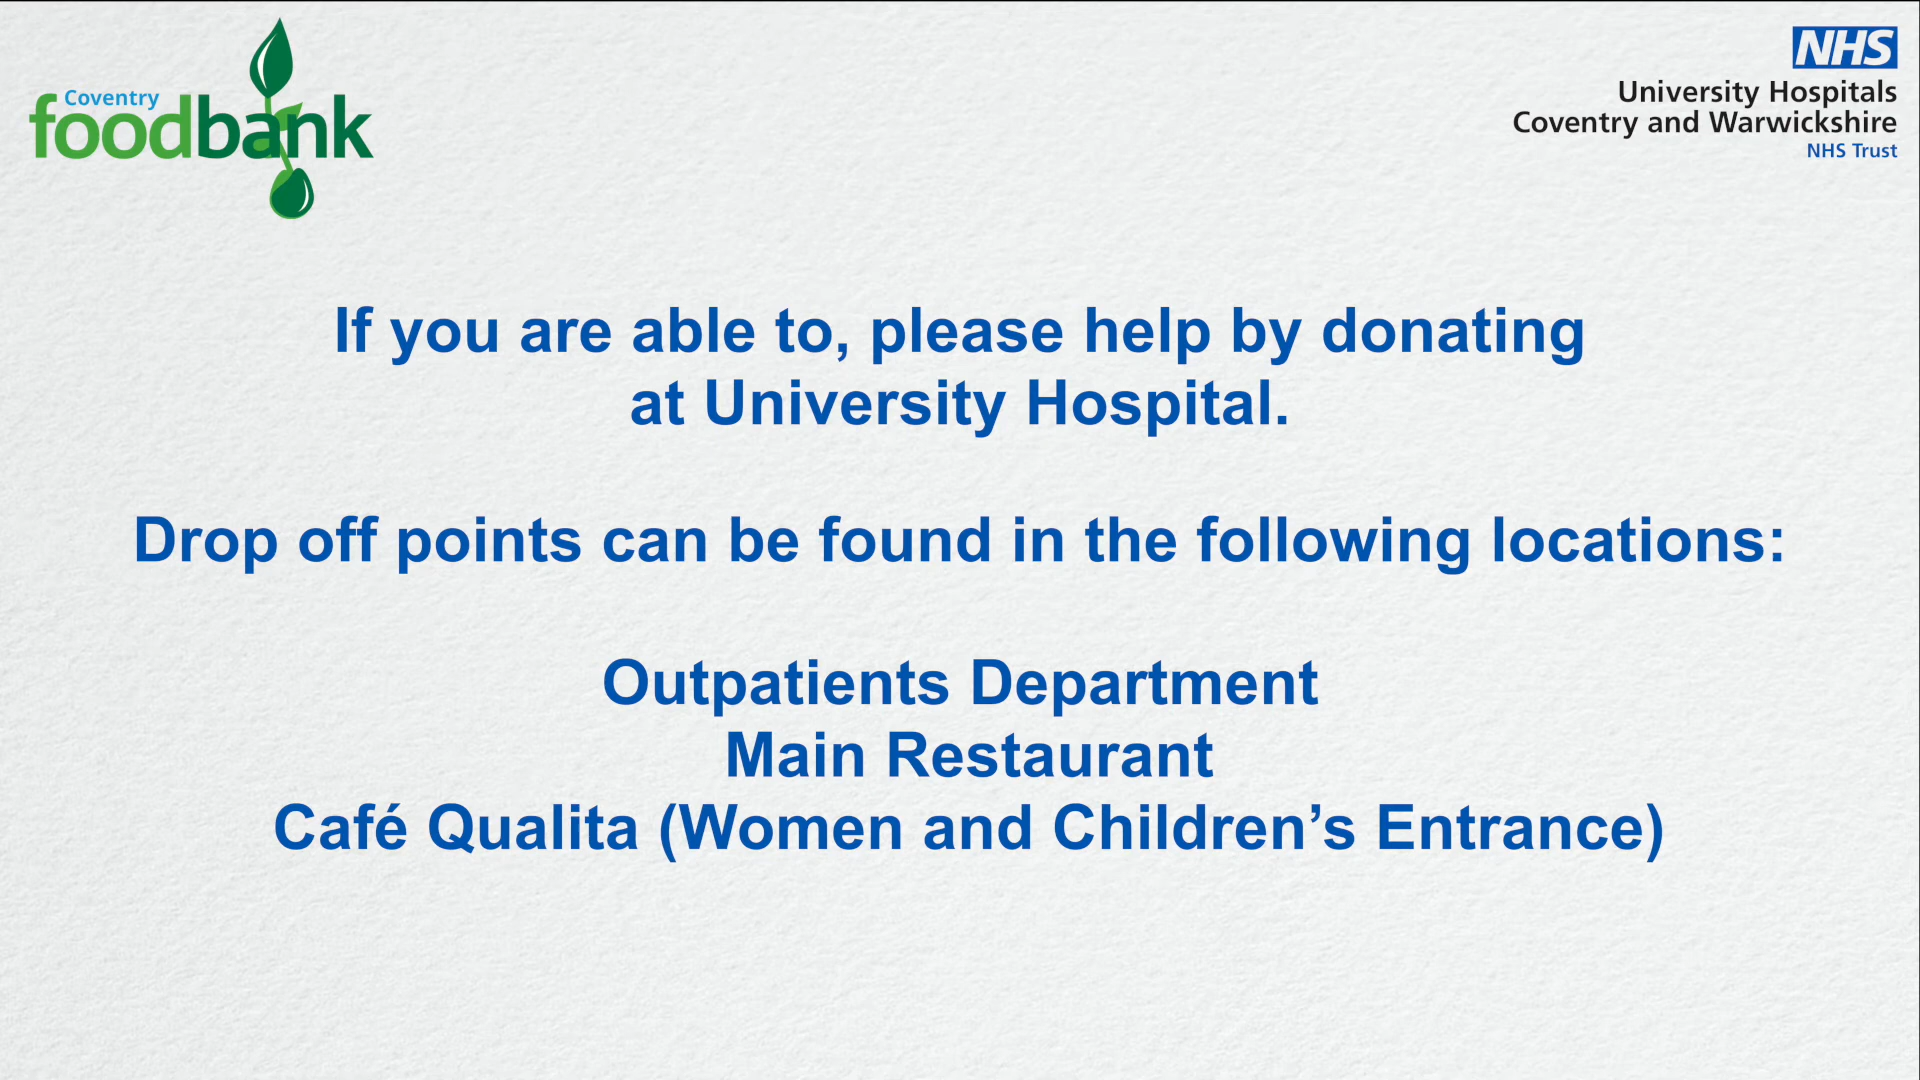 Coventry
foodbank
NHS
University Hospitals
Coventry and Warwickshire
NHS Trust
If you are able to, please help by donating
at University Hospital.
Drop off points can be found in the following locations:
Outpatients Department
Main Restaurant
Café Qualita (Women and Children’s Entrance)